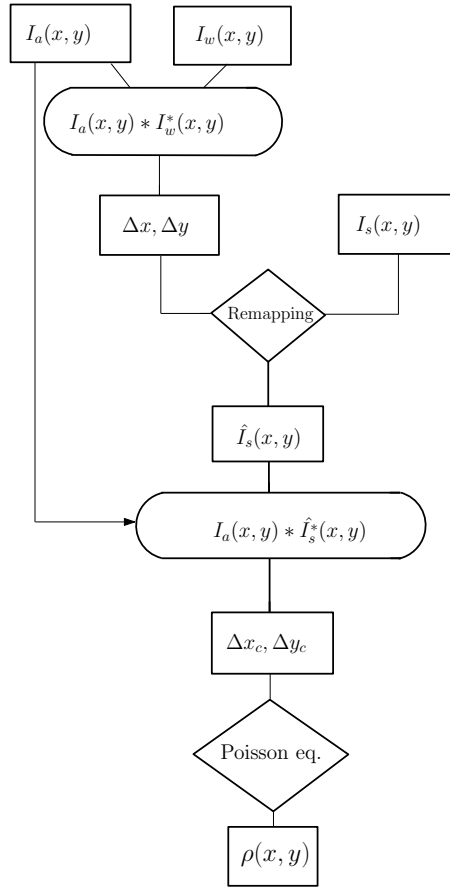 I_a(x, y)
I_w(x, y)
I_a(x, y) ∗ I_w^*(x, y)
Δx, Δy
I_s(x, y)
Remapping
Î_s(x, y)
I_a(x, y) ∗ Î_s^*(x, y)
Δx_c, Δy_c
Poisson eq.
ρ(x, y)